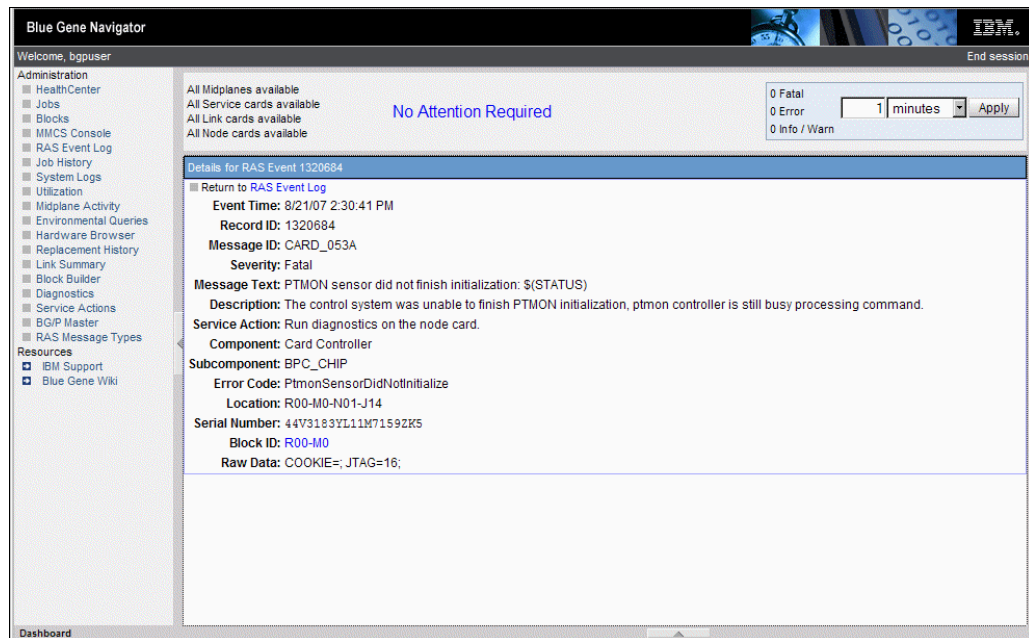 Blue Gene Navigator
IBM.
Welcome, bgpuser
End session
Administration
HealthCenter
Jobs
Blocks
MMCS Console
RAS Event Log
Job History
System Logs
Utilization
Midplane Activity
Environmental Queries
Hardware Browser
Replacement History
Link Summary
Block Builder
Diagnostics
Service Actions
BG/P Master
RAS Message Types
Resources
IBM Support
Blue Gene Wiki
All Midplanes available
All Service cards available
All Link cards available
All Node cards available
No Attention Required
0 Fatal
0 Error
0 Info / Warn
1 minutes Apply
Details for RAS Event 1320684
Return to RAS Event Log
Event Time: 8/21/07 2:30:41 PM
Record ID: 1320684
Message ID: CARD_053A
Severity: Fatal
Message Text: PTMON sensor did not finish initialization: $(STATUS)
Description: The control system was unable to finish PTMON initialization, ptmon controller is still busy processing command.
Service Action: Run diagnostics on the node card.
Component: Card Controller
Subcomponent: BPC_CHIP
Error Code: PtmonSensorDidNotInitialize
Location: R00-M0-N01-J14
Serial Number: 44V3183YL11M7159ZK5
Block ID: R00-M0
Raw Data: COOKIE=; JTAG=16;
Dashboard